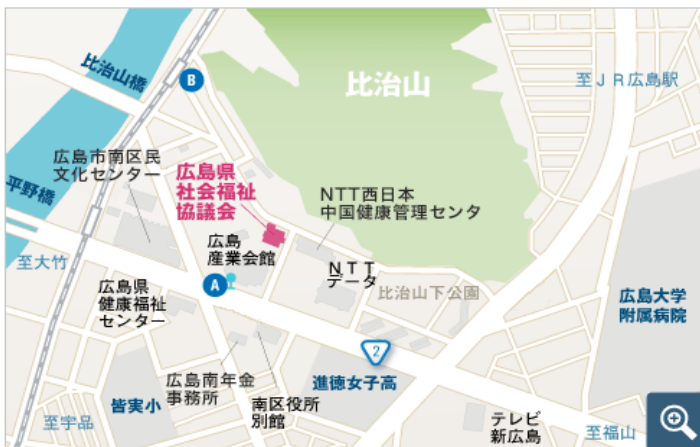 比治山橋
B
比治山
至ＪＲ広島駅
広島市南区民
文化センター
平野橋
広島県
社会福祉
協議会
NTT西日本
中国健康管理センタ
広島
産業会館
至大竹
A
ＮＴＴ
データ
比治山下公園
広島県
健康福祉
センター
広島大学
附属病院
2
広島南年金
事務所
進徳女子高
皆実小
南区役所
別館
至宇品
テレビ
新広島
至福山